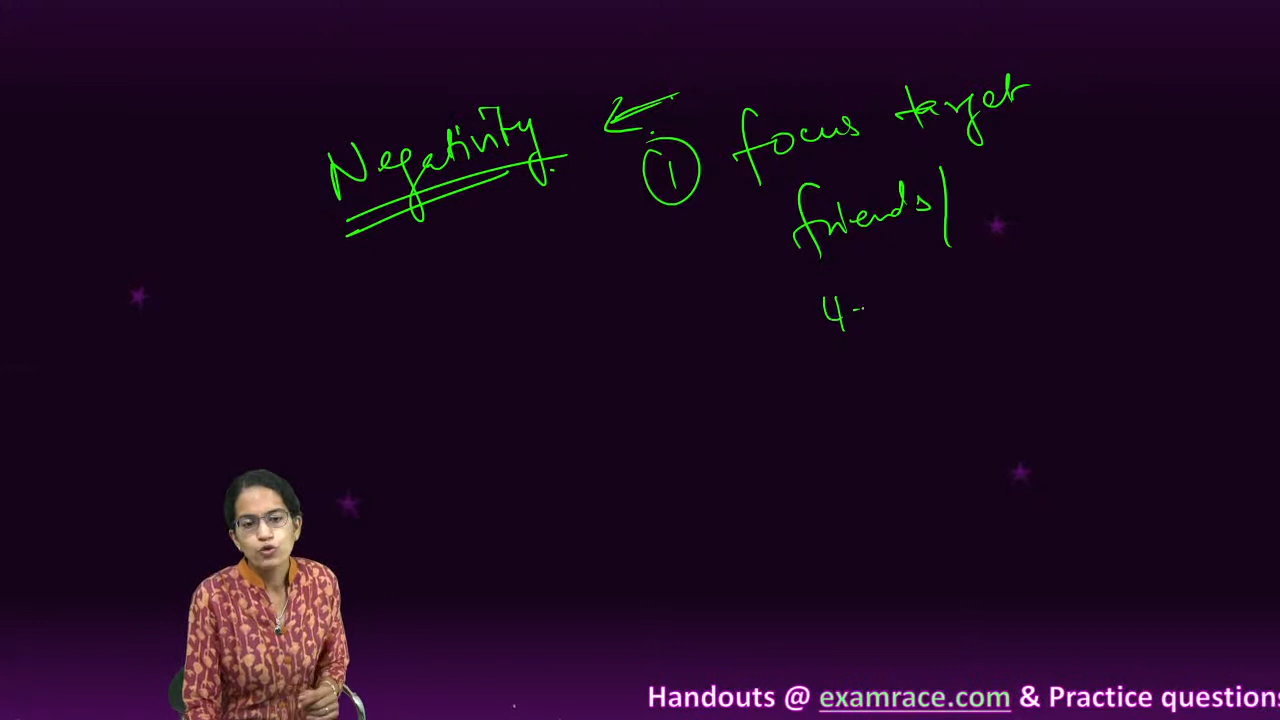 Negativity ← ① focus target
friends/
4-
Handouts @ examrace.com & Practice questions